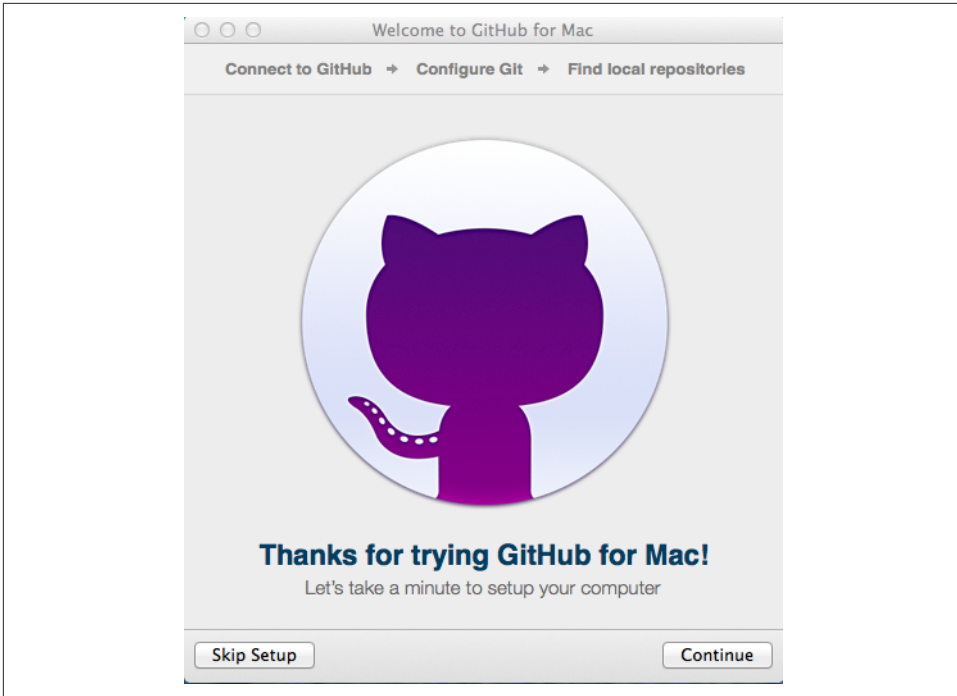 Welcome to GitHub for Mac
Connect to GitHub → Configure Git → Find local repositories
Thanks for trying GitHub for Mac!
Let's take a minute to setup your computer
Skip Setup Continue